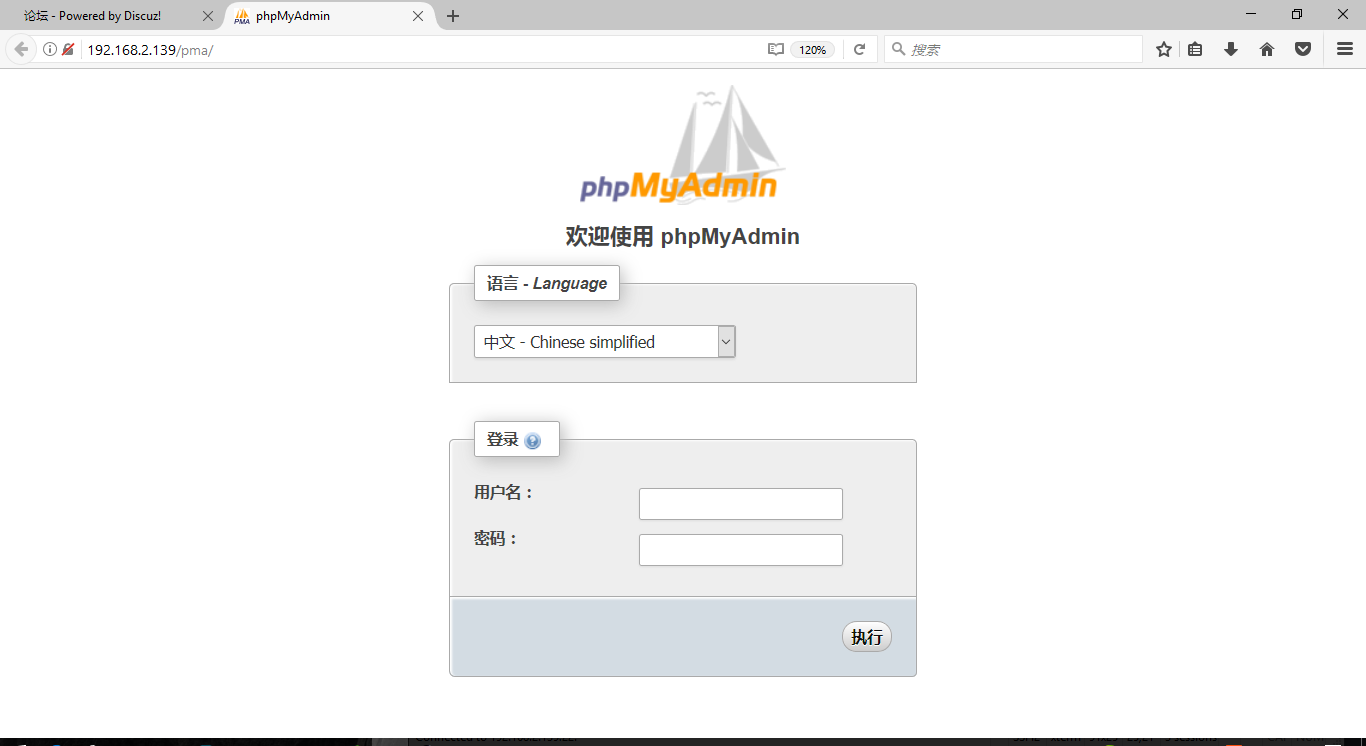 论坛 - Powered by Discuz!
PMA phpMyAdmin
192.168.2.139/pma/
120%
搜索
phpMyAdmin
欢迎使用 phpMyAdmin
语言 - Language
中文 - Chinese simplified
登录
用户名：
密码：
执行